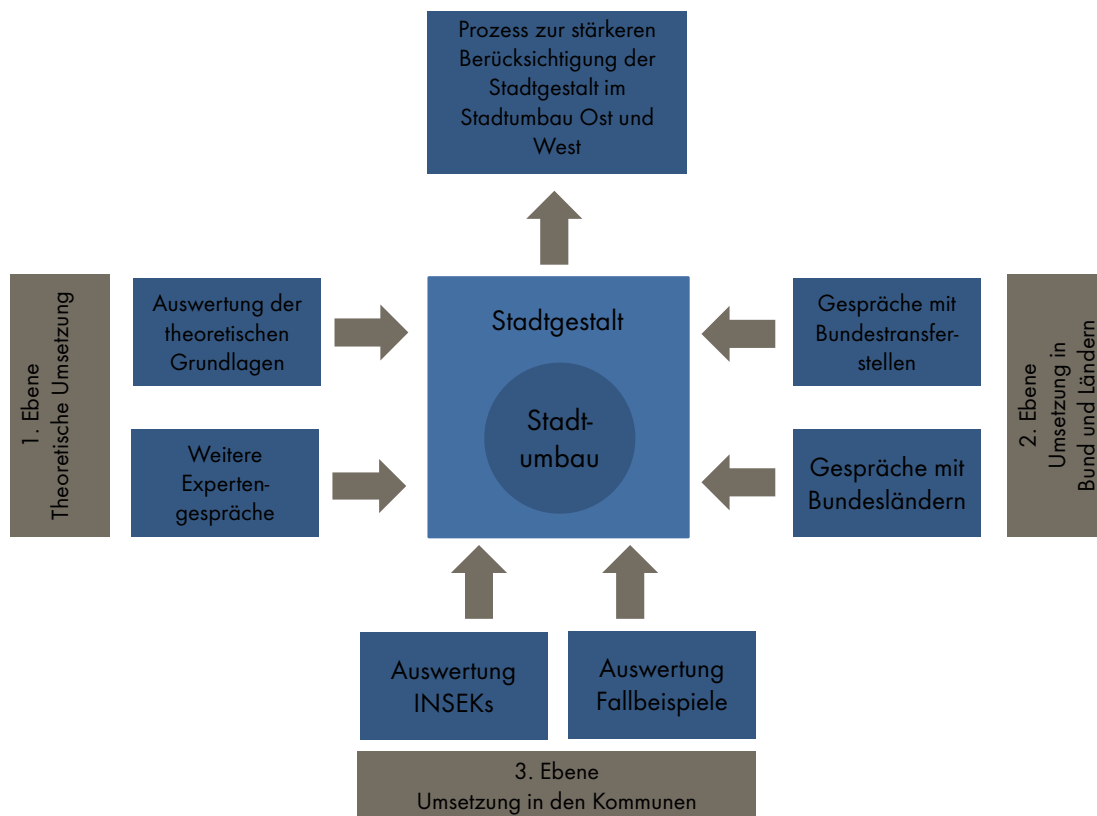 Prozess zur stärkeren
Berücksichtigung der
Stadtgestalt im
Stadtumbau Ost und
West
1. Ebene
Theoretische Umsetzung
Auswertung der
theoretischen
Grundlagen
Weitere
Experten-
gespräche
Stadtgestalt
Stadt-
umbau
Gespräche mit
Bundestransfer-
stellen
Gespräche mit
Bundesländern
2. Ebene
Umsetzung in
Bund und Ländern
Auswertung
INSEKs
Auswertung
Fallbeispiele
3. Ebene
Umsetzung in den Kommunen